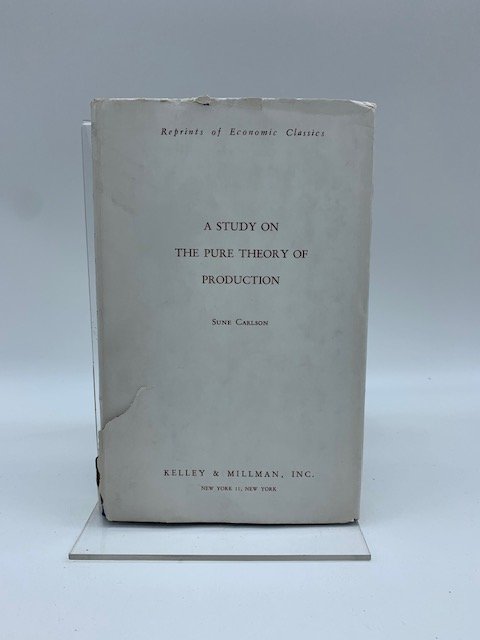 Reprints of Economic Classics
A STUDY ON
THE PURE THEORY OF
PRODUCTION
SUNE CARLSON
KELLEY & MILLMAN, INC.
NEW YORK 11, NEW YORK